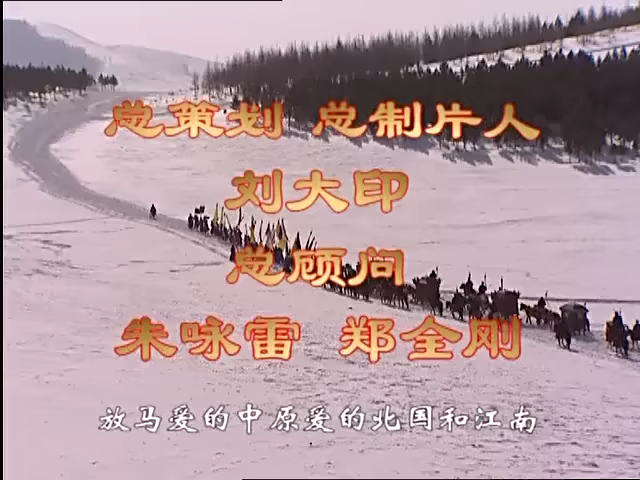 总策划 总制片人
刘大印
总顾问
朱咏雷 郑全刚
放马爱的中原爱的北国和江南